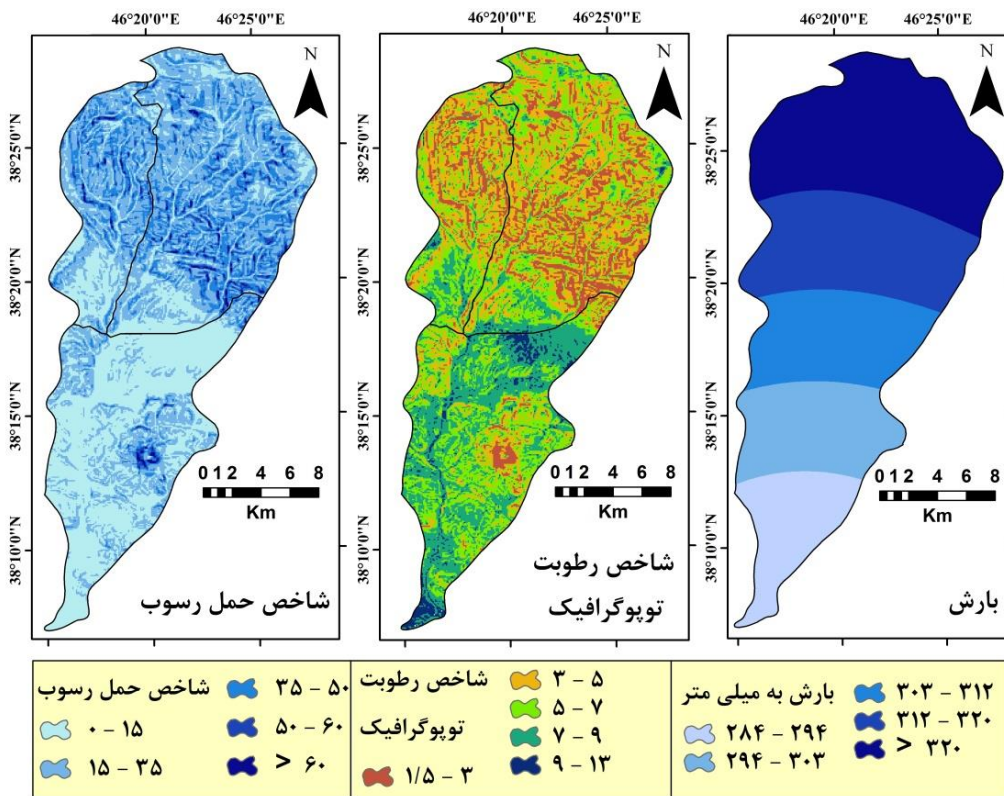 46°20'0"E 46°25'0"E
46°20'0"E 46°25'0"E
46°20'0"E 46°25'0"E
N
N
N
38°25'0"N
38°20'0"N
38°15'0"N
38°10'0"N
38°25'0"N
38°20'0"N
38°15'0"N
38°10'0"N
38°25'0"N
38°20'0"N
38°15'0"N
38°10'0"N
0 1 2 4 6 8
Km
0 1 2 4 6 8
Km
0 1 2 4 6 8
Km
شاخص حمل رسوب
شاخص رطوبت
توپوگرافیک
بارش
شاخص حمل رسوب
۰ - ۱۵
۱۵ - ۳۵
۳۵ - ۵۰
۵۰ - ۶۰
> ۶۰
شاخص رطوبت
توپوگرافیک
۱/۵ - ۳
۳ - ۵
۵ - ۷
۷ - ۹
۹ - ۱۳
بارش به میلی متر
۲۸۴ - ۲۹۴
۲۹۴ - ۳۰۳
۳۰۳ - ۳۱۲
۳۱۲ - ۳۲۰
> ۳۲۰